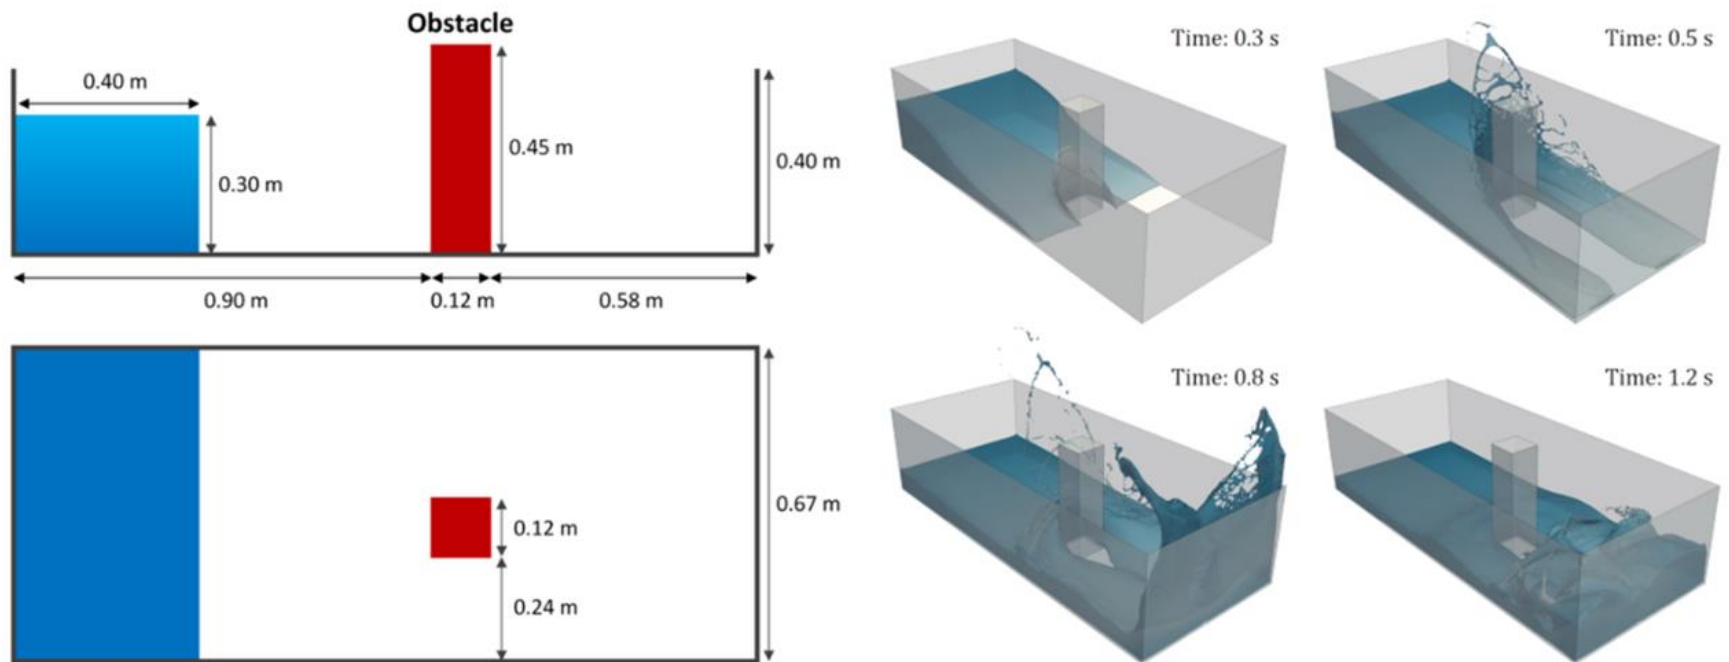 Obstacle
0.40 m
0.30 m
0.45 m
0.40 m
0.90 m
0.12 m
0.58 m
0.12 m
0.24 m
0.67 m
Time: 0.3 s
Time: 0.5 s
Time: 0.8 s
Time: 1.2 s